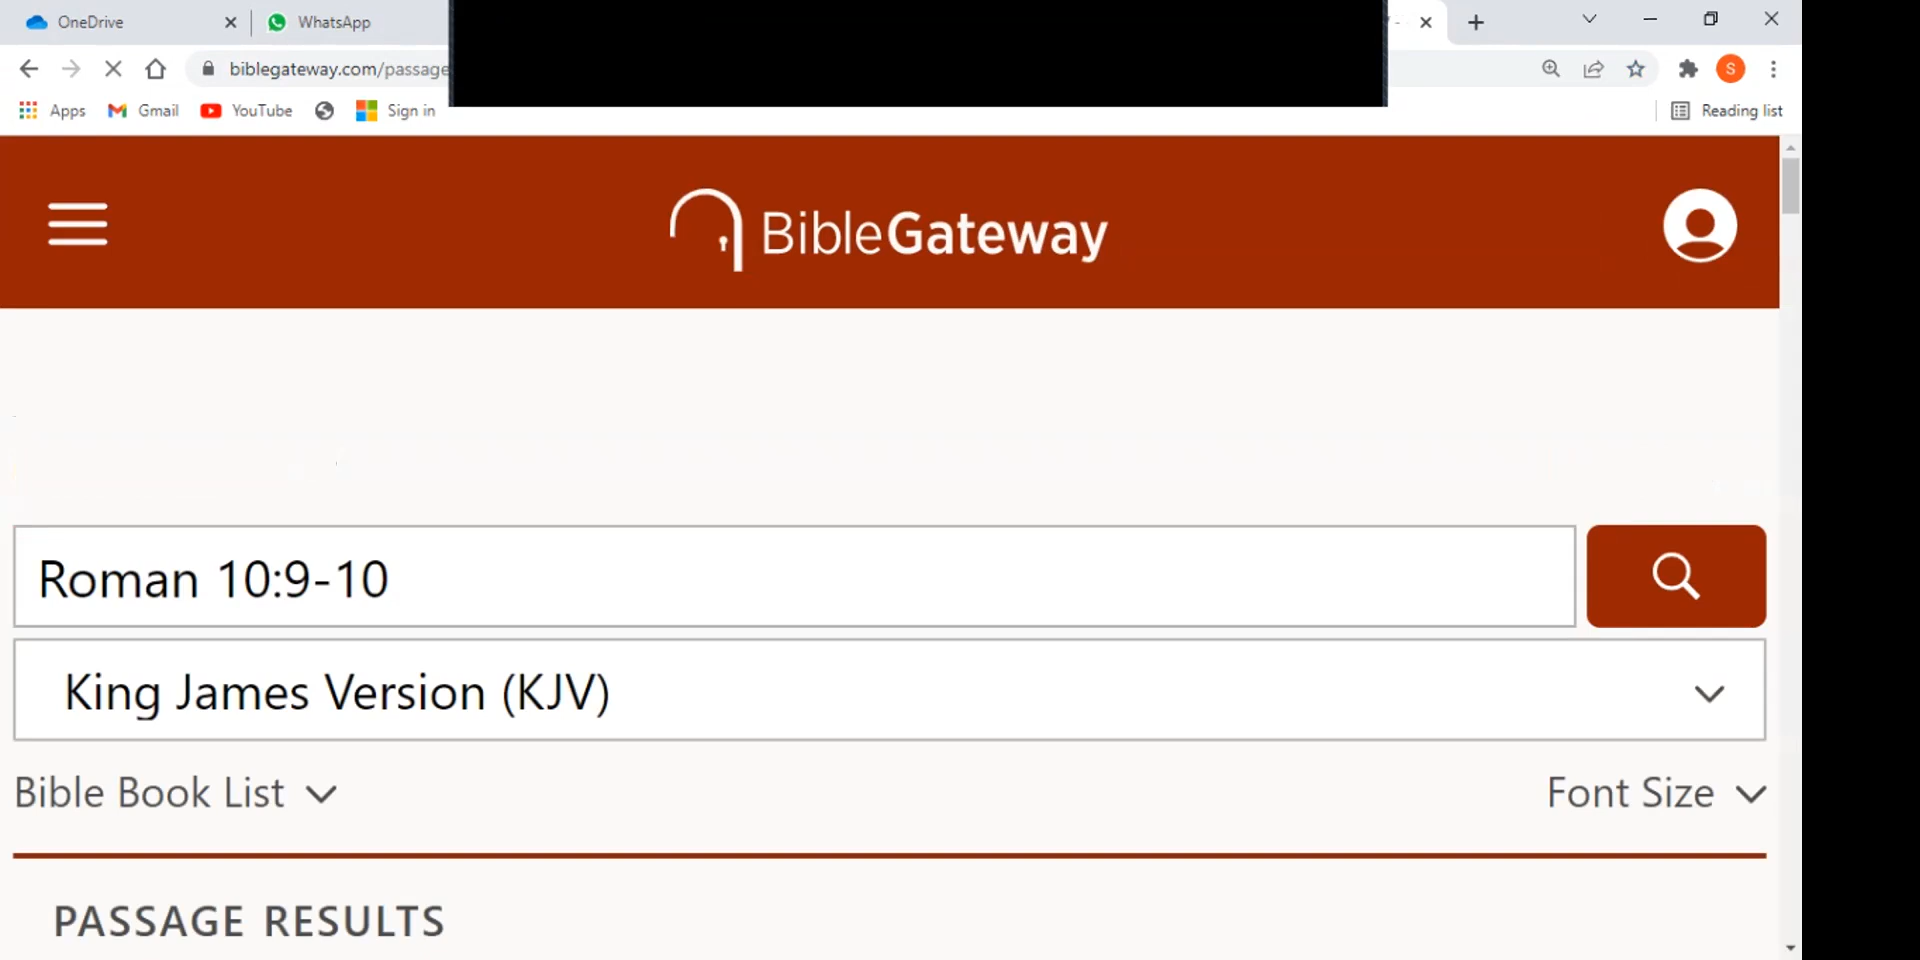 OneDrive
WhatsApp
biblegateway.com/passage
S
Apps
Gmail
YouTube
Sign in
Reading list
BibleGateway
Roman 10:9-10
King James Version (KJV)
Bible Book List
Font Size
PASSAGE RESULTS